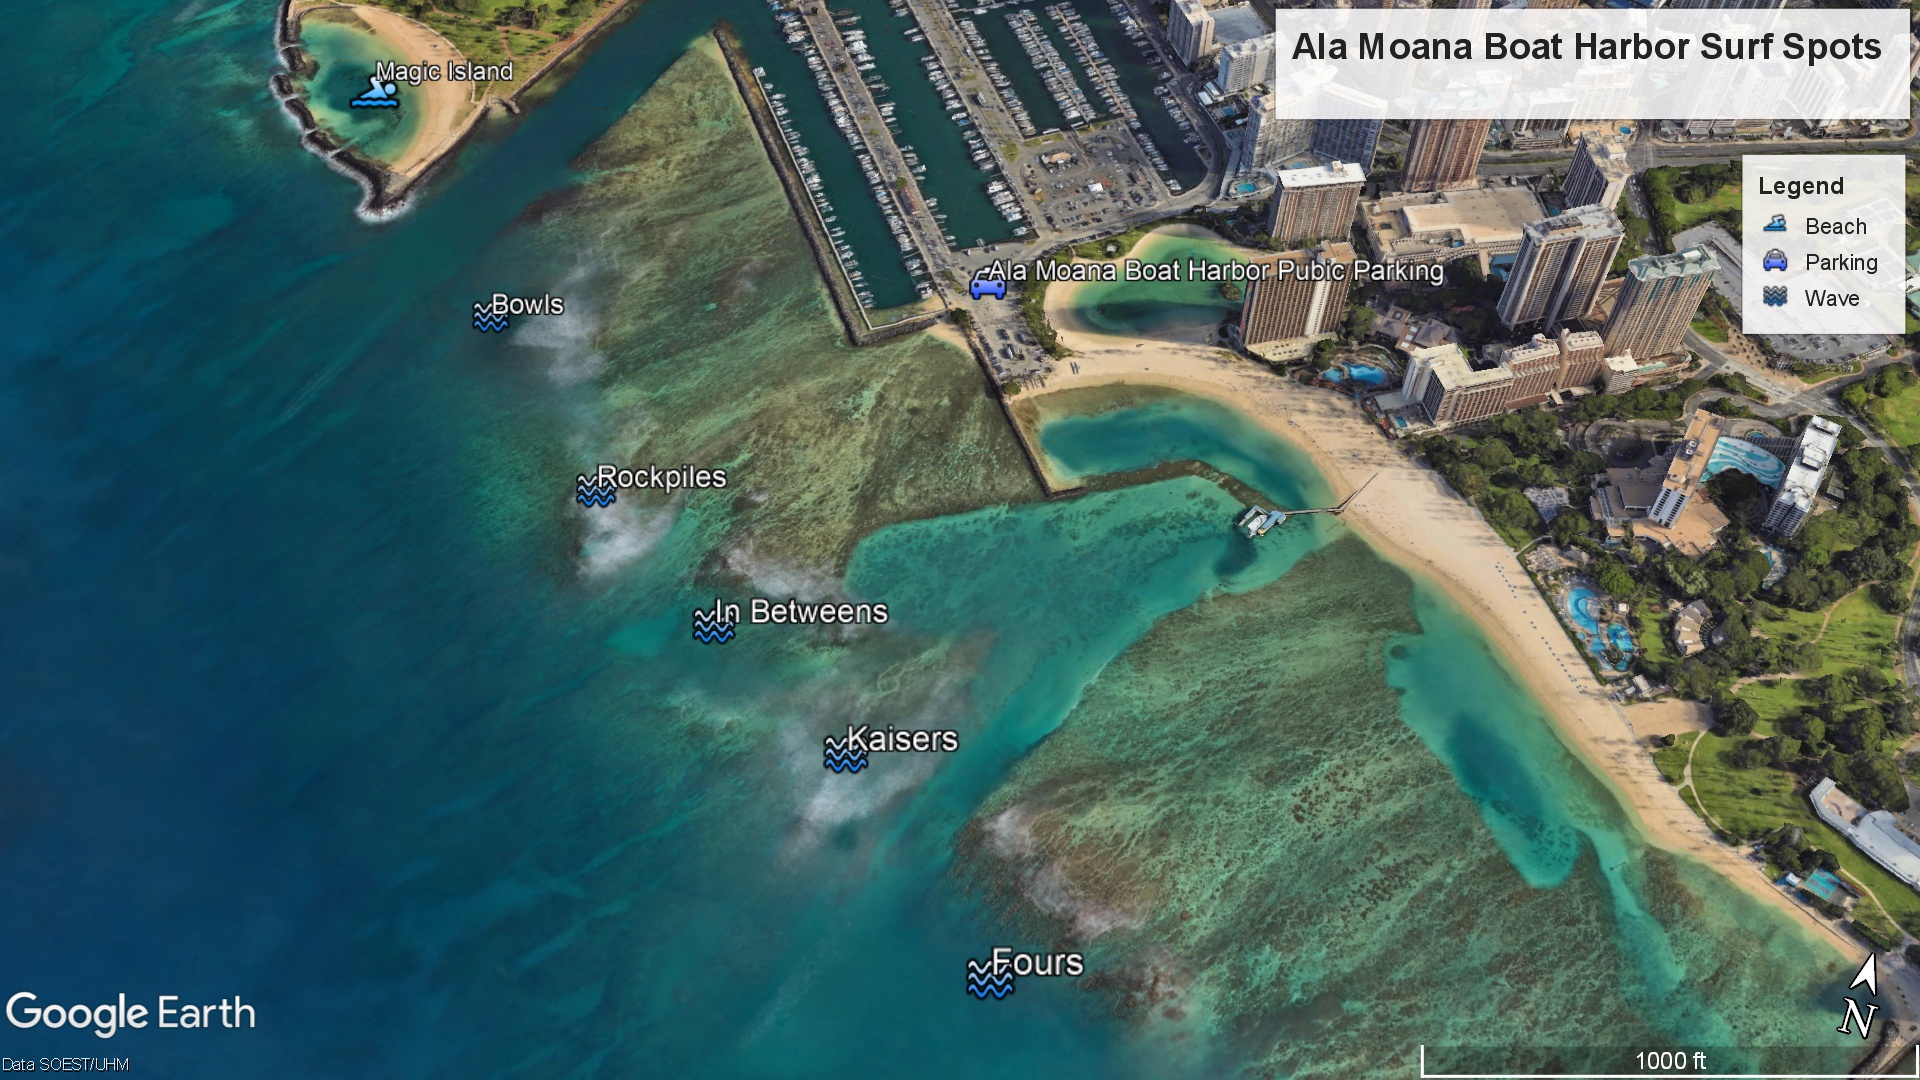 Ala Moana Boat Harbor Surf Spots
Magic Island
Legend
Beach
Parking
Wave
Ala Moana Boat Harbor Pubic Parking
Bowls
Rockpiles
In Betweens
Kaisers
Fours
Google Earth
N
Data SOEST/UHM
1000 ft